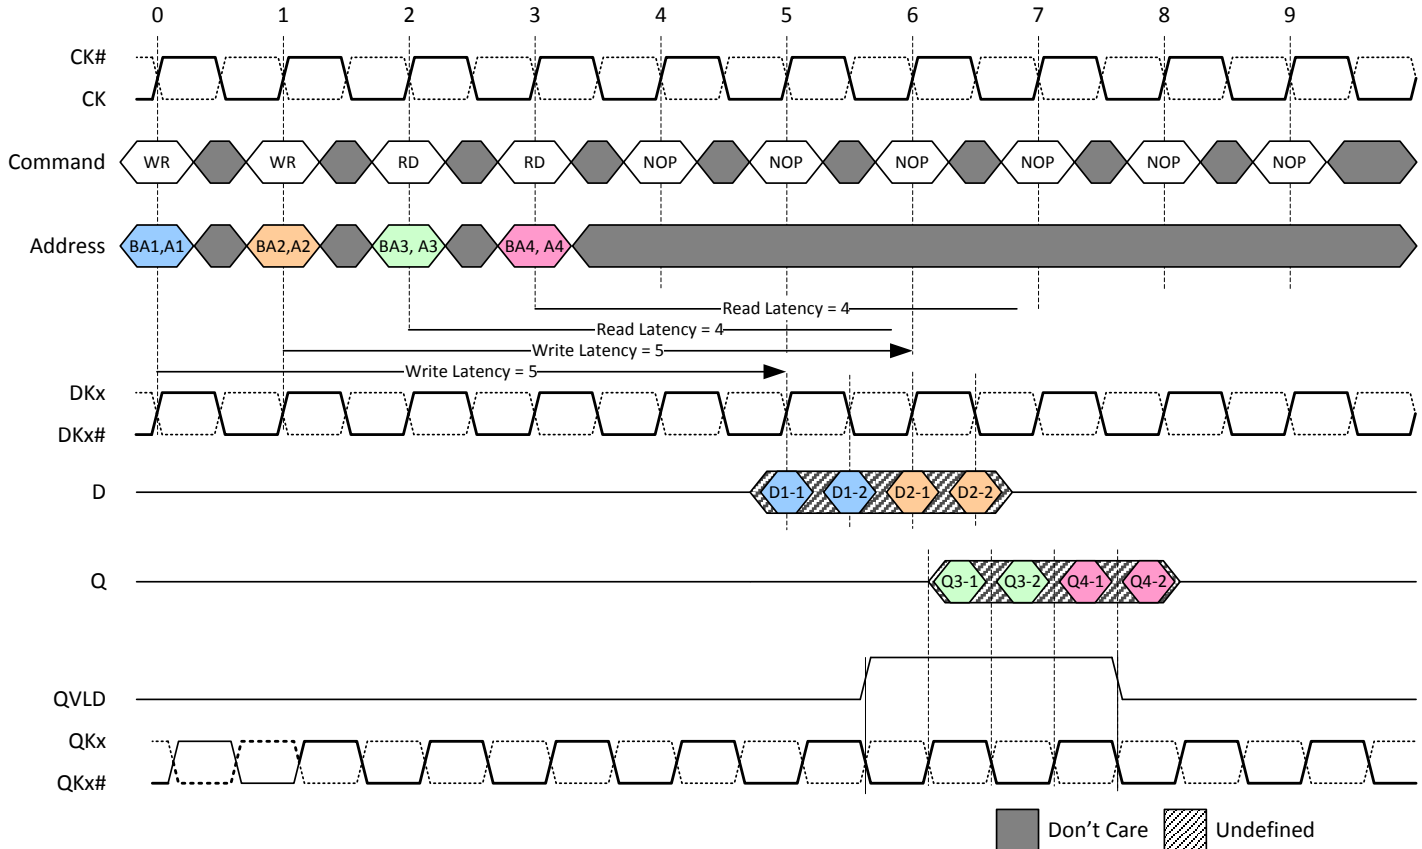 0 1 2 3 4 5 6 7 8 9
CK#
CK
Command WR WR RD RD NOP NOP NOP NOP NOP NOP
Address BA1,A1 BA2,A2 BA3, A3 BA4, A4
Read Latency = 4
Read Latency = 4
Write Latency = 5
Write Latency = 5
DKx
DKx#
D D1-1 D1-2 D2-1 D2-2
Q Q3-1 Q3-2 Q4-1 Q4-2
QVLD
QKx
QKx#
Don't Care Undefined